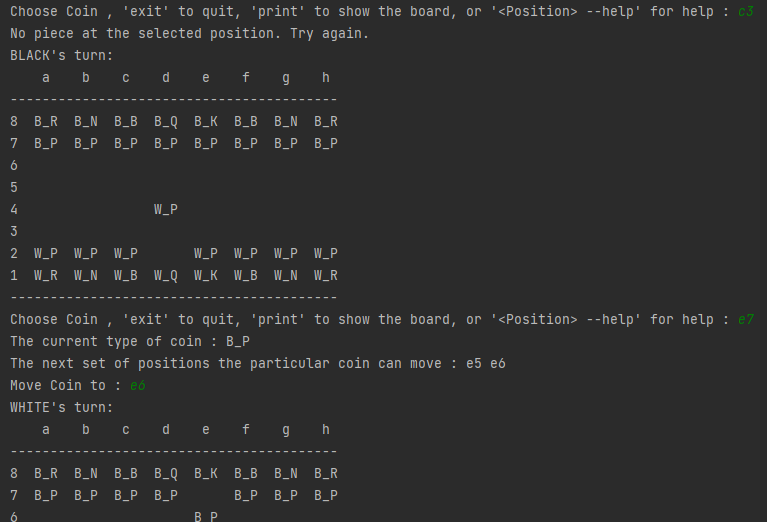 Choose Coin , 'exit' to quit, 'print' to show the board, or '<Position> --help' for help : c3
No piece at the selected position. Try again.
BLACK's turn:
    a    b    c    d    e    f    g    h
-----------------------------------------
8  B_R  B_N  B_B  B_Q  B_K  B_B  B_N  B_R
7  B_P  B_P  B_P  B_P  B_P  B_P  B_P  B_P
6
5
4                 W_P
3
2  W_P  W_P  W_P       W_P  W_P  W_P  W_P
1  W_R  W_N  W_B  W_Q  W_K  W_B  W_N  W_R
-----------------------------------------
Choose Coin , 'exit' to quit, 'print' to show the board, or '<Position> --help' for help : e7
The current type of coin : B_P
The next set of positions the particular coin can move : e5 e6
Move Coin to : e6
WHITE's turn:
    a    b    c    d    e    f    g    h
-----------------------------------------
8  B_R  B_N  B_B  B_Q  B_K  B_B  B_N  B_R
7  B_P  B_P  B_P  B_P       B_P  B_P  B_P
6                      B_P